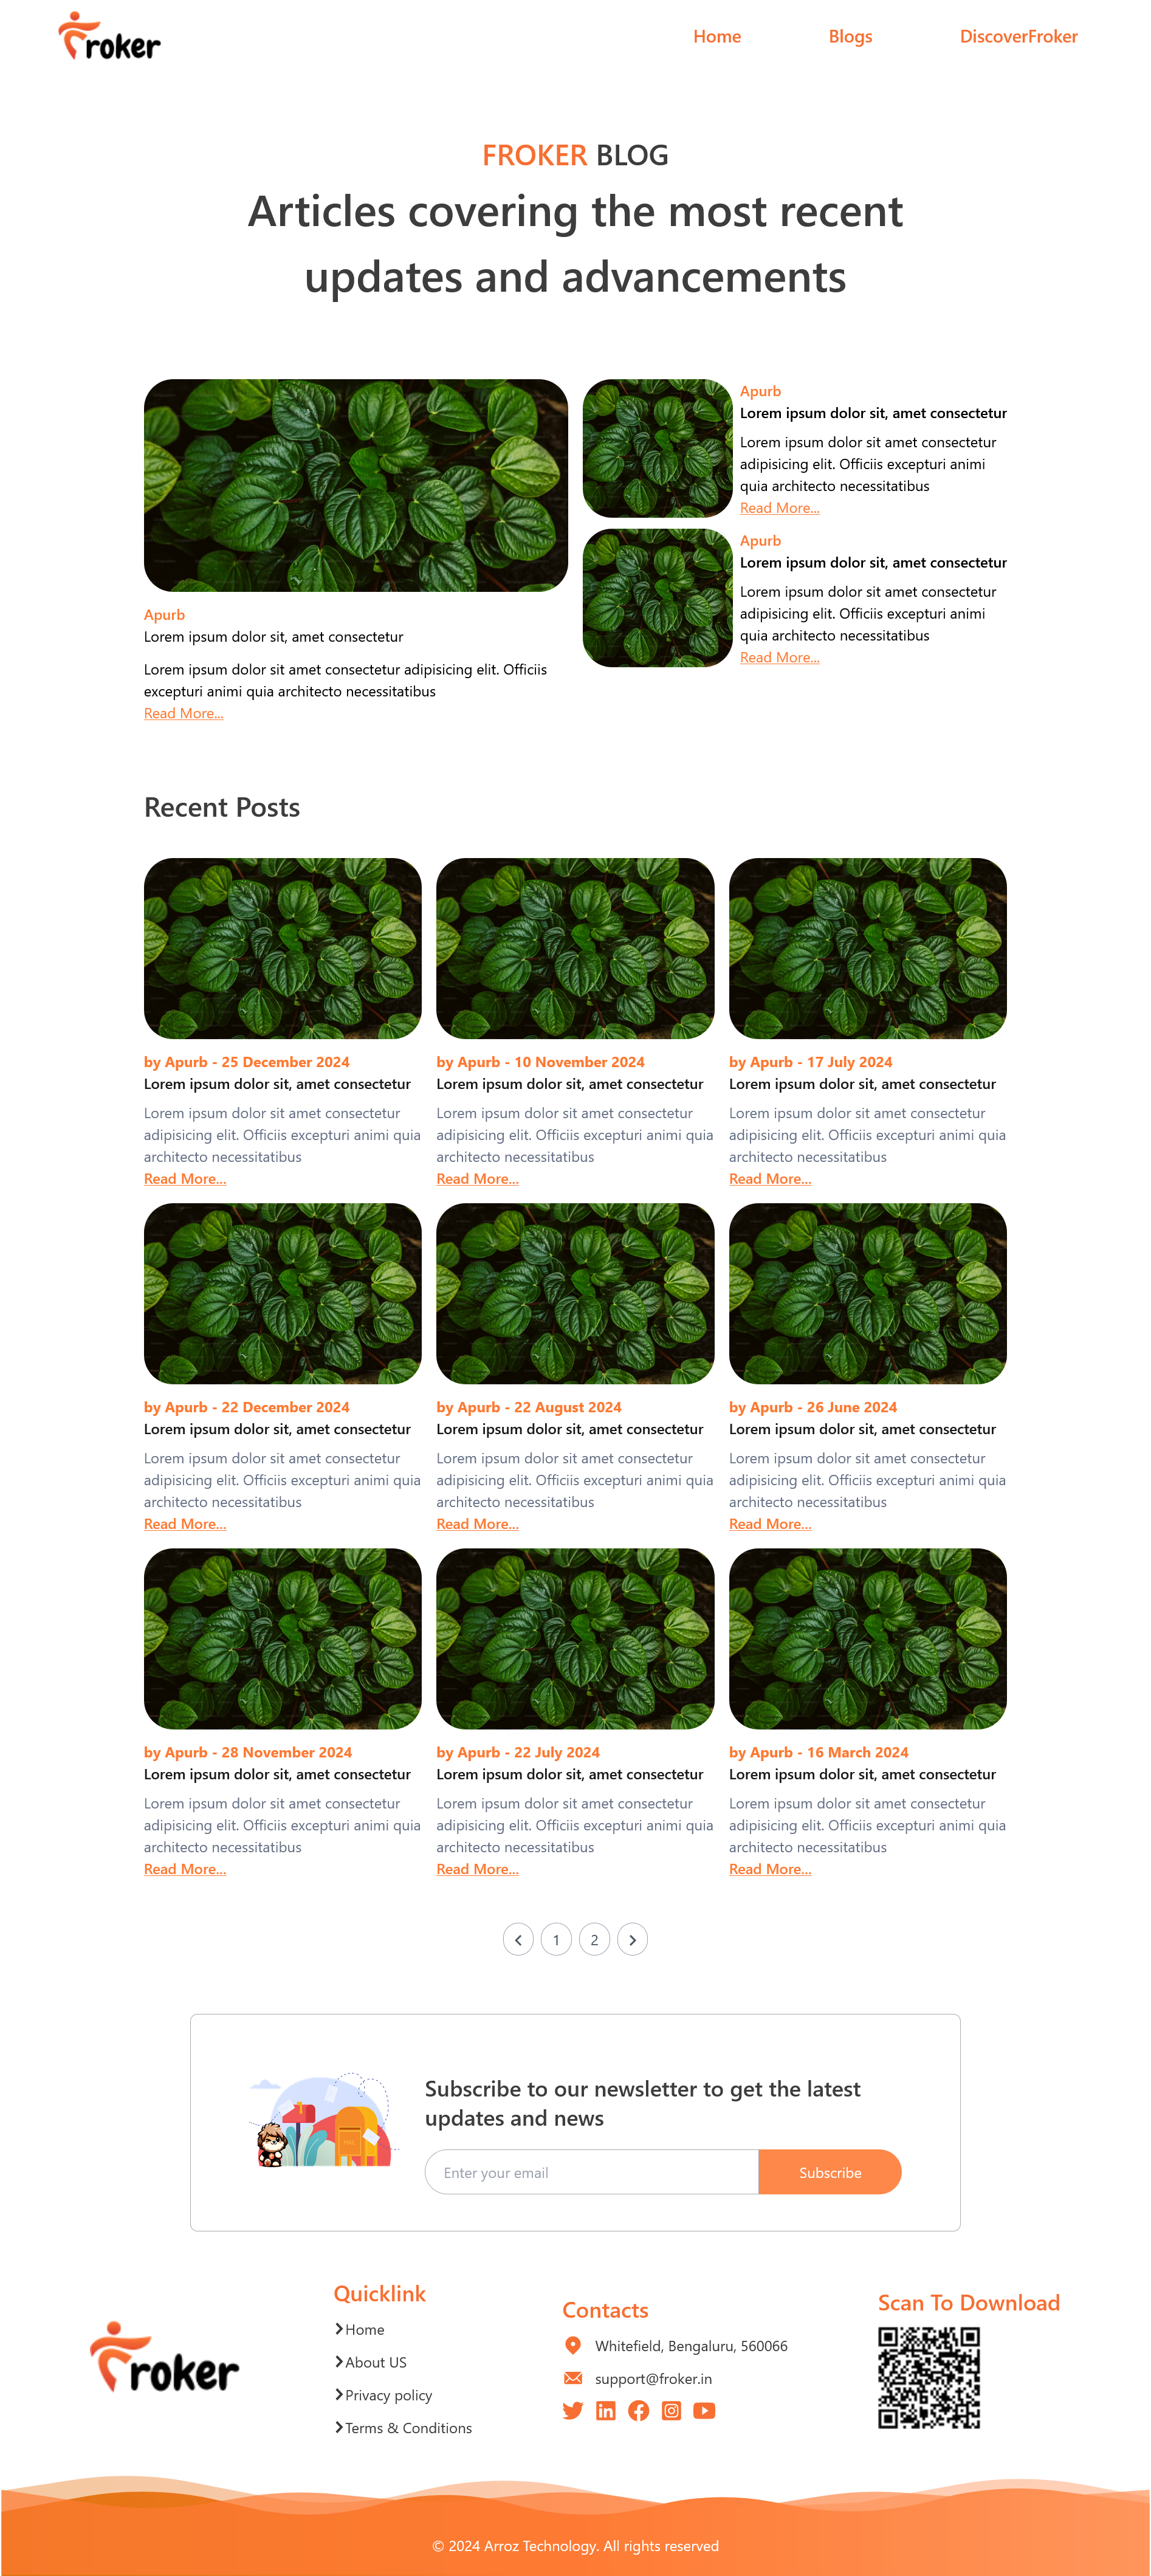 Froker
Home
Blogs
DiscoverFroker
FROKER BLOG
Articles covering the most recent
updates and advancements
Apurb
Lorem ipsum dolor sit, amet consectetur
Lorem ipsum dolor sit amet consectetur adipisicing elit. Officiis
excepturi animi quia architecto necessitatibus
Read More...
Apurb
Lorem ipsum dolor sit, amet consectetur
Lorem ipsum dolor sit amet consectetur
adipisicing elit. Officiis excepturi animi
quia architecto necessitatibus
Read More...
Apurb
Lorem ipsum dolor sit, amet consectetur
Lorem ipsum dolor sit amet consectetur
adipisicing elit. Officiis excepturi animi
quia architecto necessitatibus
Read More...
Recent Posts
by Apurb - 25 December 2024
Lorem ipsum dolor sit, amet consectetur
Lorem ipsum dolor sit amet consectetur
adipisicing elit. Officiis excepturi animi quia
architecto necessitatibus
Read More...
by Apurb - 10 November 2024
Lorem ipsum dolor sit, amet consectetur
Lorem ipsum dolor sit amet consectetur
adipisicing elit. Officiis excepturi animi quia
architecto necessitatibus
Read More...
by Apurb - 17 July 2024
Lorem ipsum dolor sit, amet consectetur
Lorem ipsum dolor sit amet consectetur
adipisicing elit. Officiis excepturi animi quia
architecto necessitatibus
Read More...
by Apurb - 22 December 2024
Lorem ipsum dolor sit, amet consectetur
Lorem ipsum dolor sit amet consectetur
adipisicing elit. Officiis excepturi animi quia
architecto necessitatibus
Read More...
by Apurb - 22 August 2024
Lorem ipsum dolor sit, amet consectetur
Lorem ipsum dolor sit amet consectetur
adipisicing elit. Officiis excepturi animi quia
architecto necessitatibus
Read More...
by Apurb - 26 June 2024
Lorem ipsum dolor sit, amet consectetur
Lorem ipsum dolor sit amet consectetur
adipisicing elit. Officiis excepturi animi quia
architecto necessitatibus
Read More...
by Apurb - 28 November 2024
Lorem ipsum dolor sit, amet consectetur
Lorem ipsum dolor sit amet consectetur
adipisicing elit. Officiis excepturi animi quia
architecto necessitatibus
Read More...
by Apurb - 22 July 2024
Lorem ipsum dolor sit, amet consectetur
Lorem ipsum dolor sit amet consectetur
adipisicing elit. Officiis excepturi animi quia
architecto necessitatibus
Read More...
by Apurb - 16 March 2024
Lorem ipsum dolor sit, amet consectetur
Lorem ipsum dolor sit amet consectetur
adipisicing elit. Officiis excepturi animi quia
architecto necessitatibus
Read More...
1
2
Subscribe to our newsletter to get the latest
updates and news
Enter your email
Subscribe
Froker
Quicklink
Home
About US
Privacy policy
Terms & Conditions
Contacts
Whitefield, Bengaluru, 560066
support@froker.in
Scan To Download
© 2024 Arroz Technology. All rights reserved